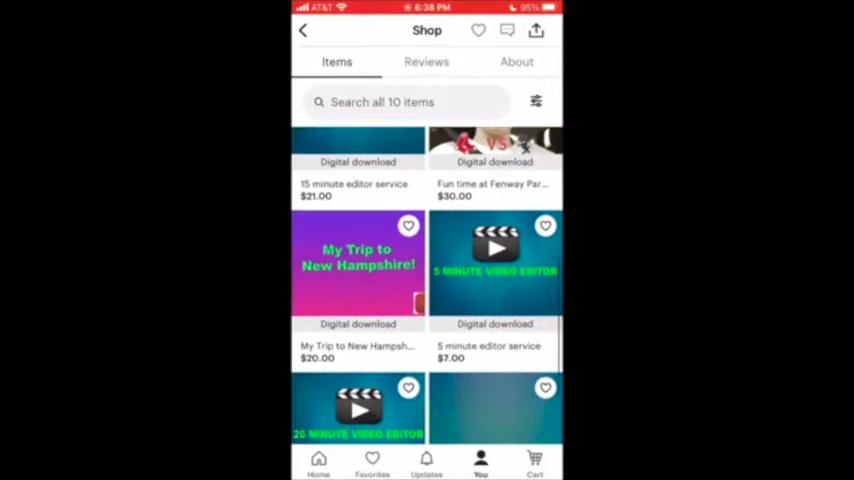 AT&T
6:38 PM
95%
Shop
Items
Reviews
About
Search all 10 items
VS
Digital download
Digital download
15 minute editor service
Fun time at Fenway Par...
$21.00
$30.00
My Trip to
New Hampshire!
5 MINUTE VIDEO EDITOR
Digital download
Digital download
My Trip to New Hampsh...
5 minute editor service
$20.00
$7.00
20 MINUTE VIDEO EDITOR
Home
Favorites
Updates
You
Cart